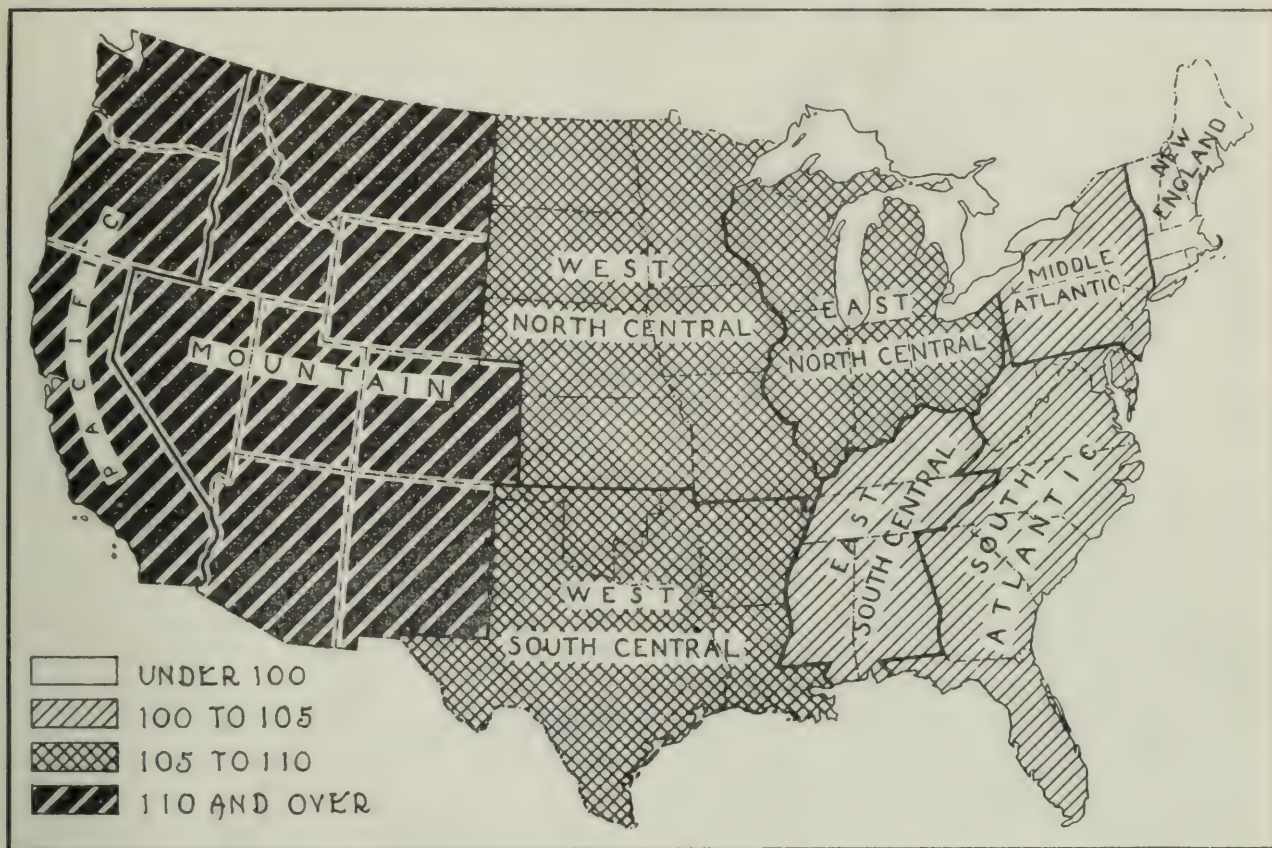 NEW
ENGLAND
MIDDLE
ATLANTIC
WEST
NORTH CENTRAL
EAST
NORTH CENTRAL
PACIFIC
MOUNTAIN
EAST
SOUTH CENTRAL
SOUTH
ATLANTIC
WEST
SOUTH CENTRAL
UNDER 100
100 TO 105
105 TO 110
110 AND OVER